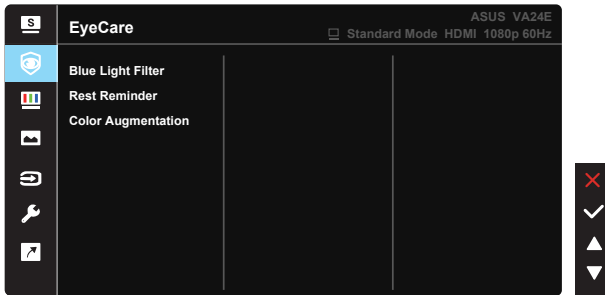 S
EyeCare
ASUS VA24E
Standard Mode HDMI 1080p 60Hz
Blue Light Filter
Rest Reminder
Color Augmentation